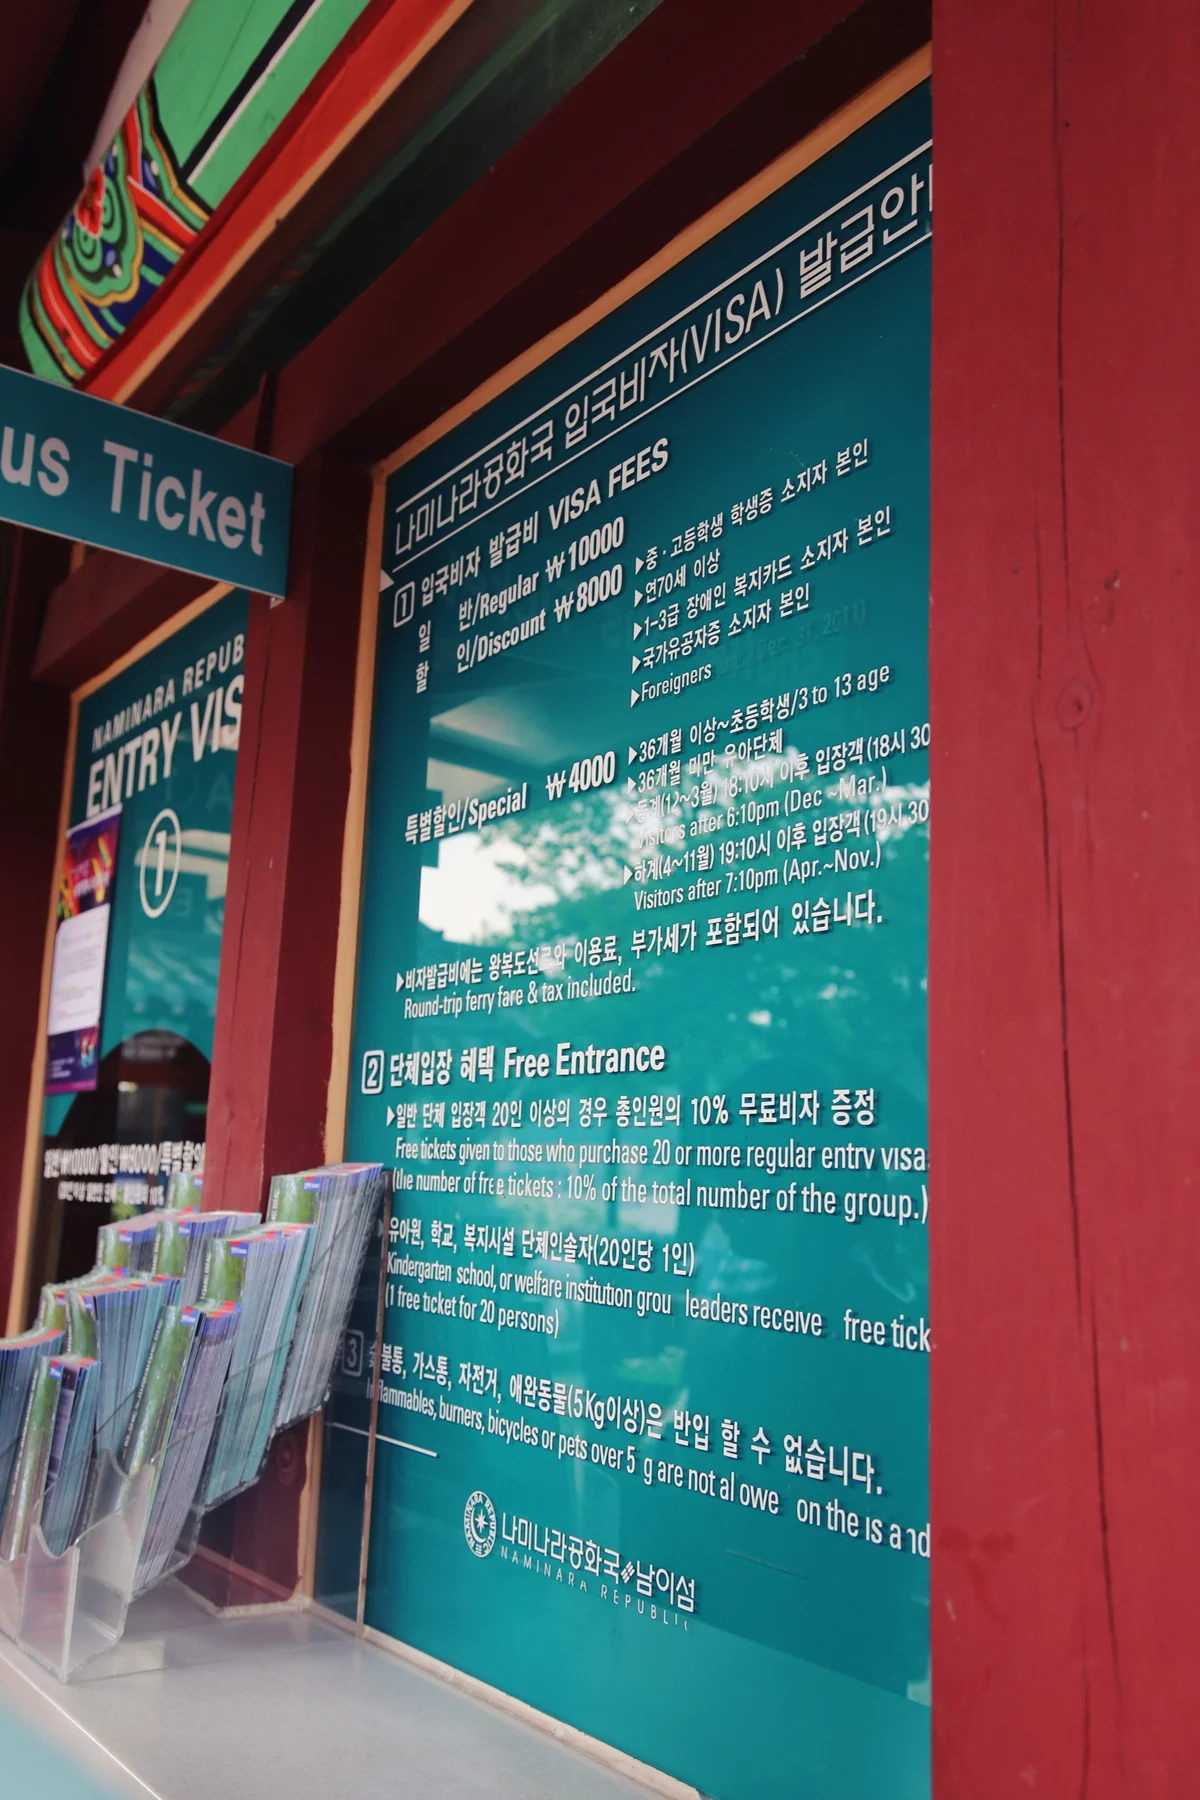 us Ticket
NAMINARA REPUB
ENTRY VIS
1
나미나라공화국 입국비자(VISA) 발급안
1 입국비자 발급비 VISA FEES
일 반/Regular ₩10000
할 인/Discount ₩8000
▶중·고등학생 학생증 소지자 본인
▶연70세 이상
▶1-3급 장애인 복지카드 소지자 본인
▶국가유공자증 소지자 본인
▶Foreigners
특별할인/Special ₩4000
▶36개월 이상~초등학생/3 to 13 age
▶36개월 미만 유아단체
▶동계(12~3월) 18:10시 이후 입장객(18시 30
Visitors after 6:10pm (Dec ~Mar.)
▶하계(4~11월) 19:10시 이후 입장객(19시 30
Visitors after 7:10pm (Apr.~Nov.)
▶비자발급비에는 왕복도선료와 이용료, 부가세가 포함되어 있습니다.
Round-trip ferry fare & tax included.
2 단체입장 혜택 Free Entrance
▶일반 단체 입장객 20인 이상의 경우 총인원의 10% 무료비자 증정
Free tickets given to those who purchase 20 or more regular entry visa
(the number of free tickets : 10% of the total number of the group.)
유아원, 학교, 복지시설 단체인솔자(20인당 1인)
Kindergarten school, or welfare institution grou leaders receive free tick
(1 free ticket for 20 persons)
3 불통, 가스통, 자전거, 애완동물(5Kg이상)은 반입 할 수 없습니다.
flammables, burners, bicycles or pets over 5 g are not al owe on the is a nd
나미나라공화국 남이섬
NAMINARA REPUBLIC